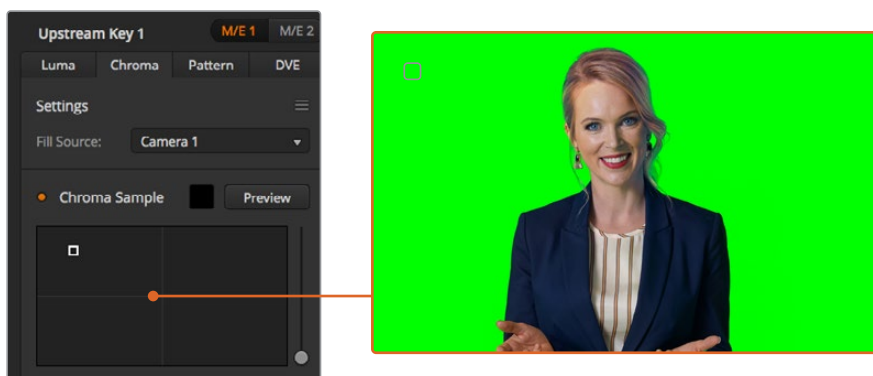 Upstream Key 1 M/E 1 M/E 2
Luma Chroma Pattern DVE
Settings
Fill Source: Camera 1
Chroma Sample Preview